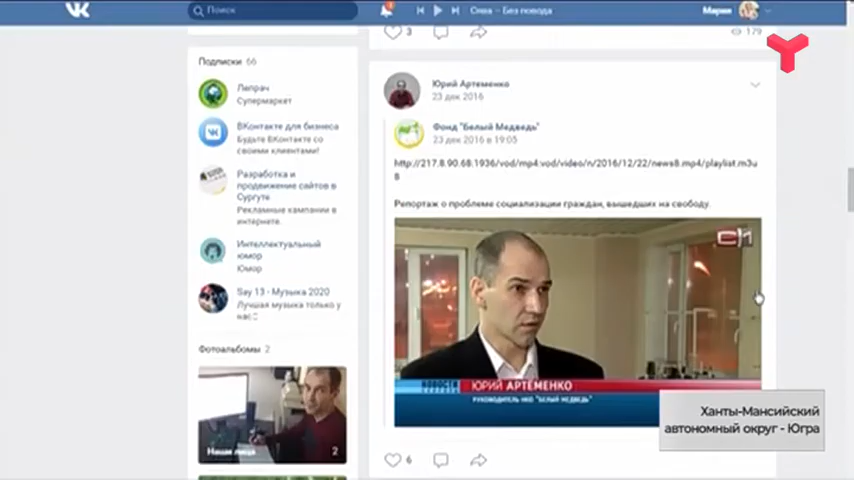 Поиск
1
Сява – Без повода
Мария
Подписки 66
Лепрач
Супермаркет
ВКонтакте для бизнеса
Будьте ВКонтакте со
своими клиентами!
Разработка и
продвижение сайтов в
Сургуте
Рекламные кампании в
интернете.
Интеллектуальный
юмор
Юмор
Say 13 - Музыка 2020
Лучшая музыка только у
нас
Фотоальбомы 2
Наши лица 2
3
179
Юрий Артеменко
23 дек 2016
Фонд "Белый Медведь"
23 дек 2016 в 19:05
http://217.8.90.68:1936/vod/mp4:vod/video/n/2016/12/22/news8.mp4/playlist.m3u
8
Репортаж о проблеме социализации граждан, вышедших на свободу.
С1
НОВОСТИ
ЮРИЙ АРТЕМЕНКО
РУКОВОДИТЕЛЬ НКО "БЕЛЫЙ МЕДВЕДЬ"
6
Ханты-Мансийский
автономный округ - Югра